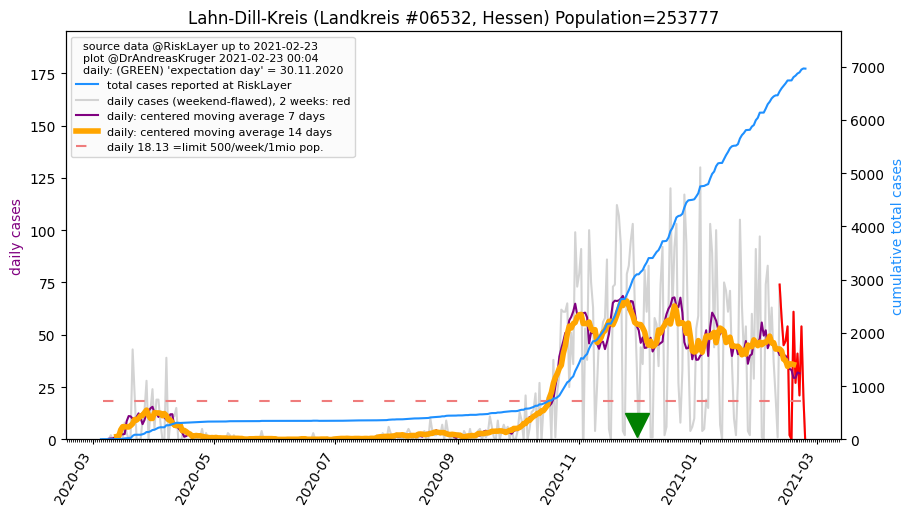 Lahn-Dill-Kreis (Landkreis #06532, Hessen) Population=253777
source data @RiskLayer up to 2021-02-23
plot @DrAndreasKruger 2021-02-23 00:04
daily: (GREEN) 'expectation day' = 30.11.2020
total cases reported at RiskLayer
daily cases (weekend-flawed), 2 weeks: red
daily: centered moving average 7 days
daily: centered moving average 14 days
daily 18.13 =limit 500/week/1mio pop.
daily cases
175
150
125
100
75
50
25
0
cumulative total cases
7000
6000
5000
4000
3000
2000
1000
0
2020-03
2020-05
2020-07
2020-09
2020-11
2021-01
2021-03